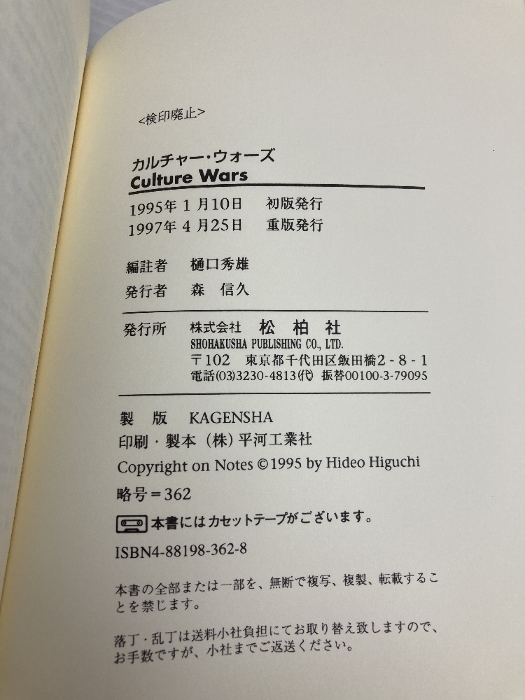 <検印廃止>
カルチャー・ウォーズ
Culture Wars
1995年 1 月10日 初版発行
1997年 4 月25日 重版発行
編註者 樋口秀雄
発行者 森 信久
発行所 株式会社 松柏社
SHOHAKUSHA PUBLISHING CO., LTD.
〒102 東京都千代田区飯田橋2-8-1
電話(03)3230-4813(代) 振替00100-3-79095
製 版 KAGENSHA
印刷・製本(株)平河工業社
Copyright on Notes ©1995 by Hideo Higuchi
略号=362
本書にはカセットテープがございます。
ISBN4-88198-362-8
本書の全部または一部を、無断で複写、複製、転載するこ
とを禁じます。
落丁・乱丁は送料小社負担にてお取り替え致しますので、
お手数ですが、小社までご返送ください。